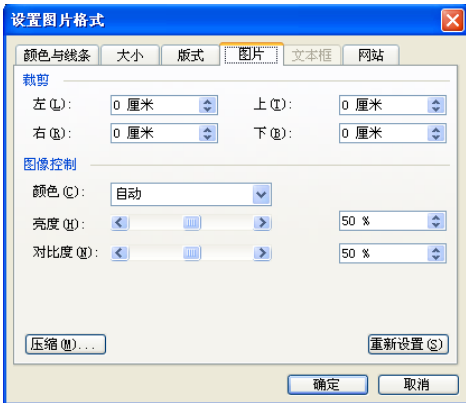 设置图片格式
颜色与线条 大小 版式 图片 文本框 网站
裁剪
左(L): 0 厘米 上(T): 0 厘米
右(R): 0 厘米 下(B): 0 厘米
图像控制
颜色(C): 自动
亮度(H): 50 %
对比度(N): 50 %
压缩(M)... 重新设置(S)
确定 取消